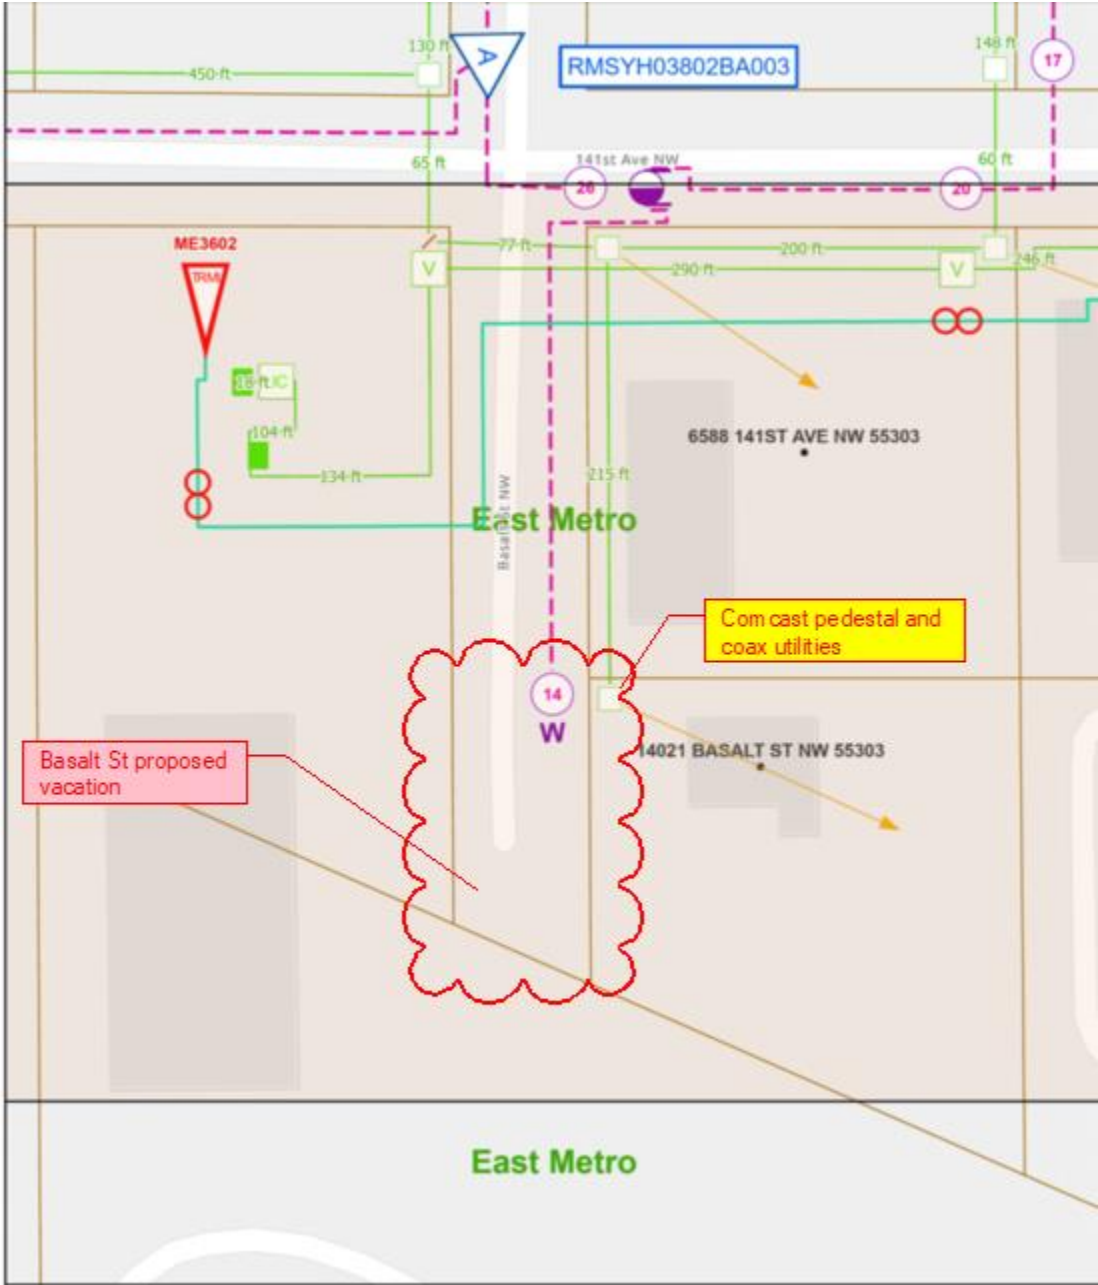 130 ft
148 ft
A
17
RMSYH03802BA003
450 ft
65 ft
141st Ave NW
60 ft
20
ME3602
77 ft
200 ft
246 ft
V
290 ft
V
TRM
18 ft
104 ft
134 ft
215 ft
6588 141ST AVE NW 55303
East Metro
Basalt St NW
Comcast pedestal and
coax utilities
14
W
14021 BASALT ST NW 55303
Basalt St proposed
vacation
East Metro